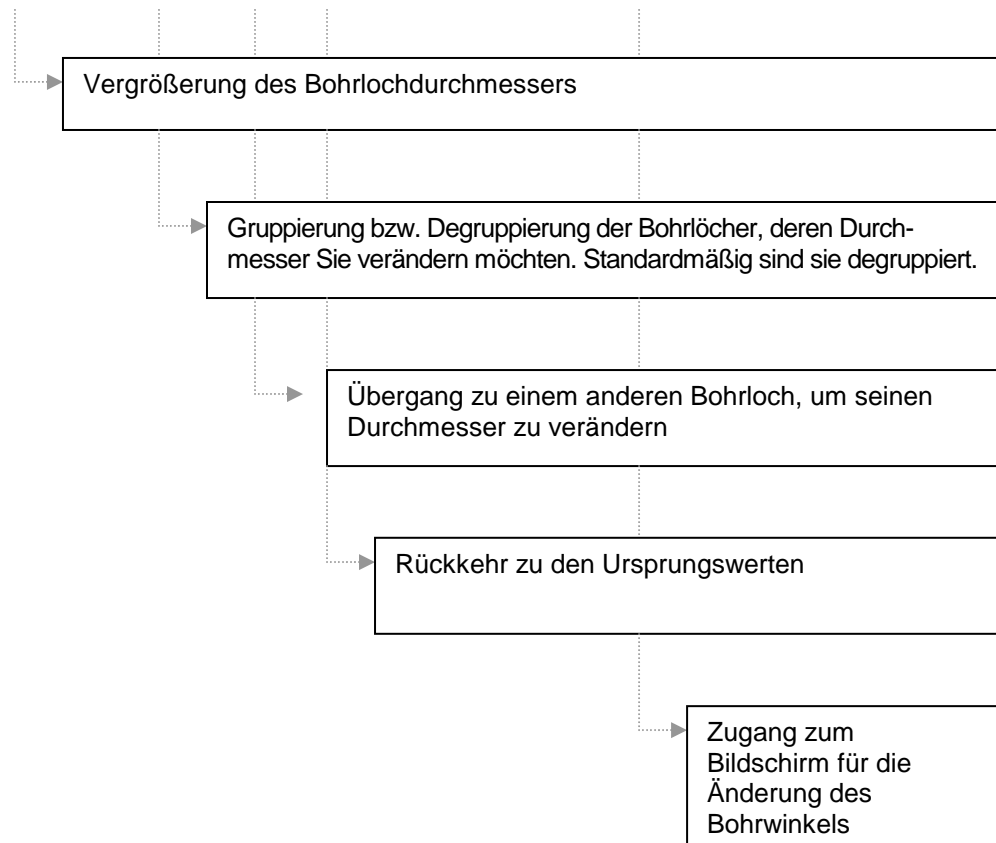 Vergrößerung des Bohrlochdurchmessers
Gruppierung bzw. Degruppierung der Bohrlöcher, deren Durch-
messer Sie verändern möchten. Standardmäßig sind sie degruppiert.
Übergang zu einem anderen Bohrloch, um seinen
Durchmesser zu verändern
Rückkehr zu den Ursprungswerten
Zugang zum
Bildschirm für die
Änderung des
Bohrwinkels